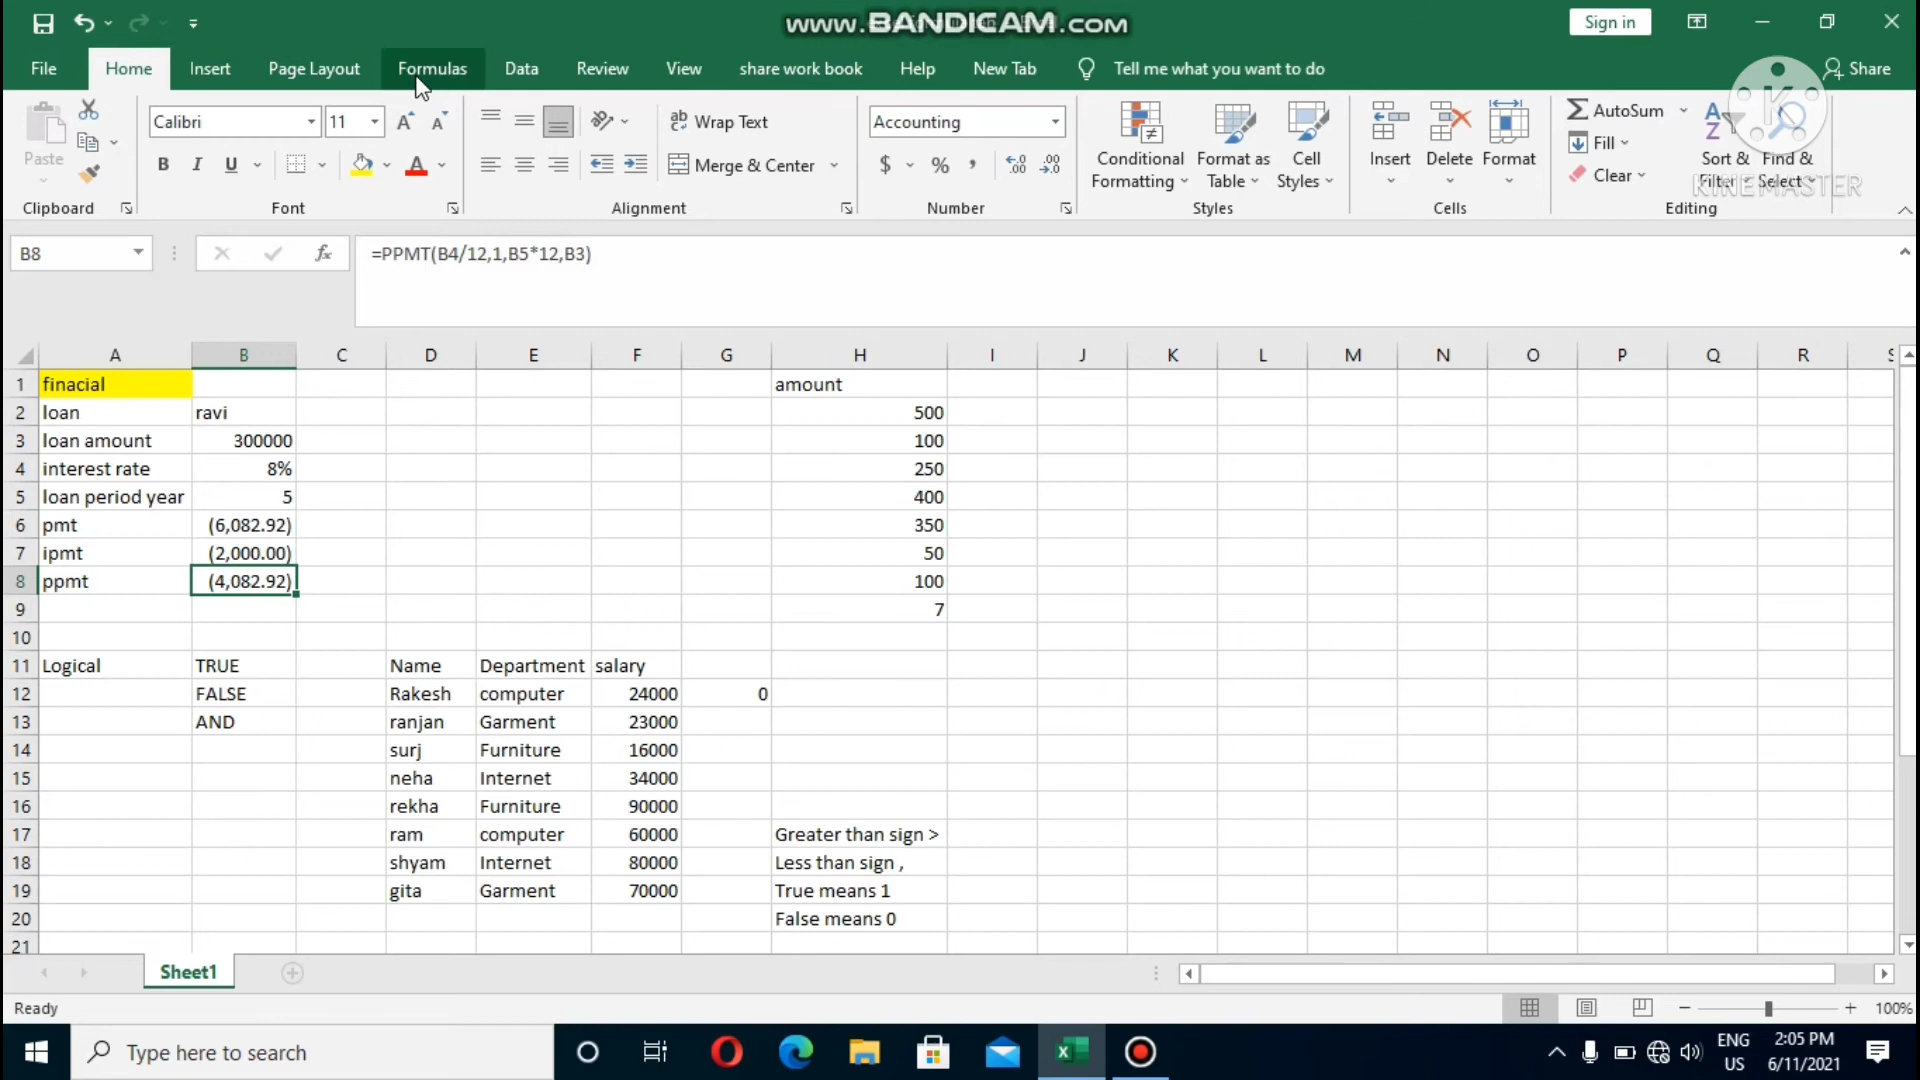 www.BANDICAM.com
Sign in
File Home Insert Page Layout Formulas Data Review View share work book Help New Tab Tell me what you want to do Share
Paste
Calibri 11
B I U
Wrap Text
Merge & Center
Accounting
$ % ,
Conditional Formatting
Format as Table
Cell Styles
Insert Delete Format
AutoSum
Fill
Clear
Sort & Filter
Find & Select
KINEMASTER
Clipboard Font Alignment Number Styles Cells Editing
B8 fx =PPMT(B4/12,1,B5*12,B3)
A B C D E F G H I J K L M N O P Q R S
1 finacial amount
2 loan ravi 500
3 loan amount 300000 100
4 interest rate 8% 250
5 loan period year 5 400
6 pmt (6,082.92) 350
7 ipmt (2,000.00) 50
8 ppmt (4,082.92) 100
9 7
10
11 Logical TRUE Name Department salary
12 FALSE Rakesh computer 24000 0
13 AND ranjan Garment 23000
14 surj Furniture 16000
15 neha Internet 34000
16 rekha Furniture 90000
17 ram computer 60000 Greater than sign >
18 shyam Internet 80000 Less than sign ,
19 gita Garment 70000 True means 1
20 False means 0
21
Sheet1
Ready 100%
Type here to search
ENG 2:05 PM
US 6/11/2021